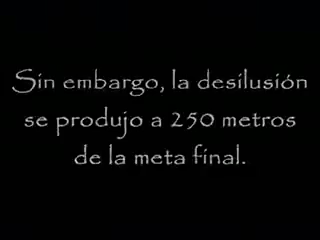 Sin embargo, la desilusión
se produjo a 250 metros
de la meta final.